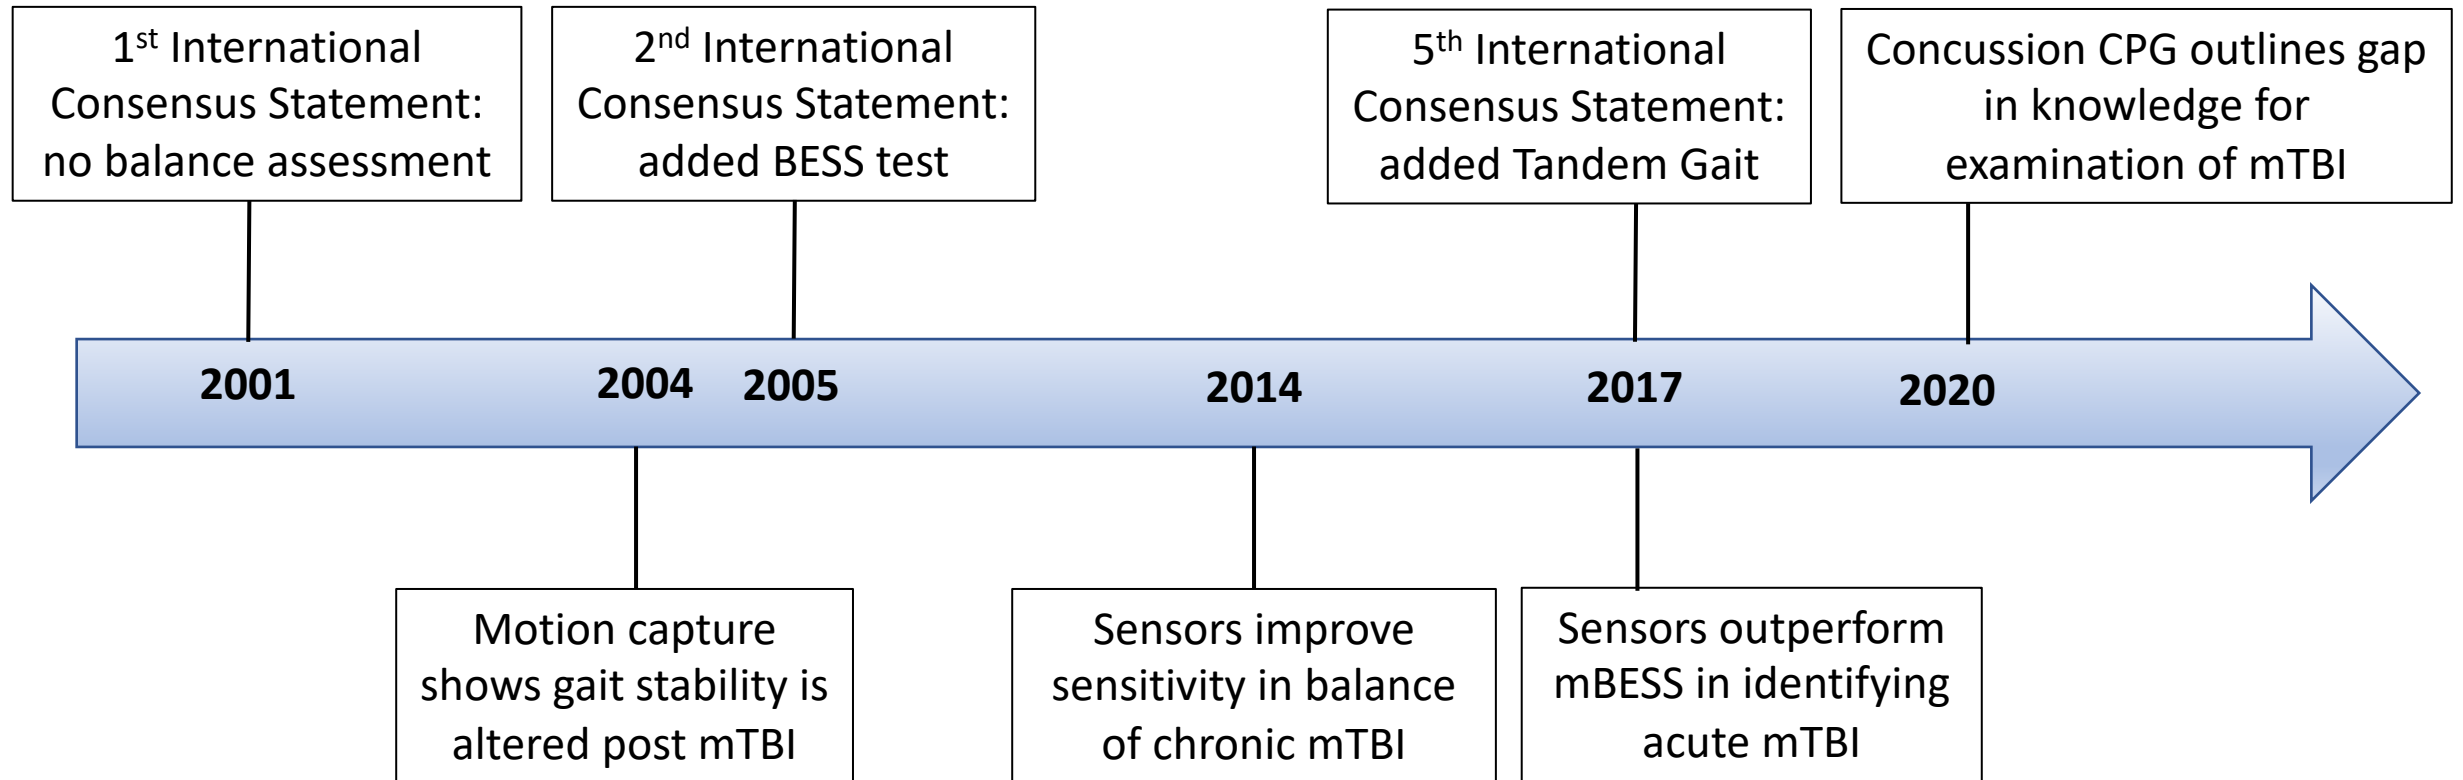 1st International
Consensus Statement:
no balance assessment
2nd International
Consensus Statement:
added BESS test
5th International
Consensus Statement:
added Tandem Gait
Concussion CPG outlines gap
in knowledge for
examination of mTBI
2001
2004
2005
2014
2017
2020
Motion capture
shows gait stability is
altered post mTBI
Sensors improve
sensitivity in balance
of chronic mTBI
Sensors outperform
mBESS in identifying
acute mTBI